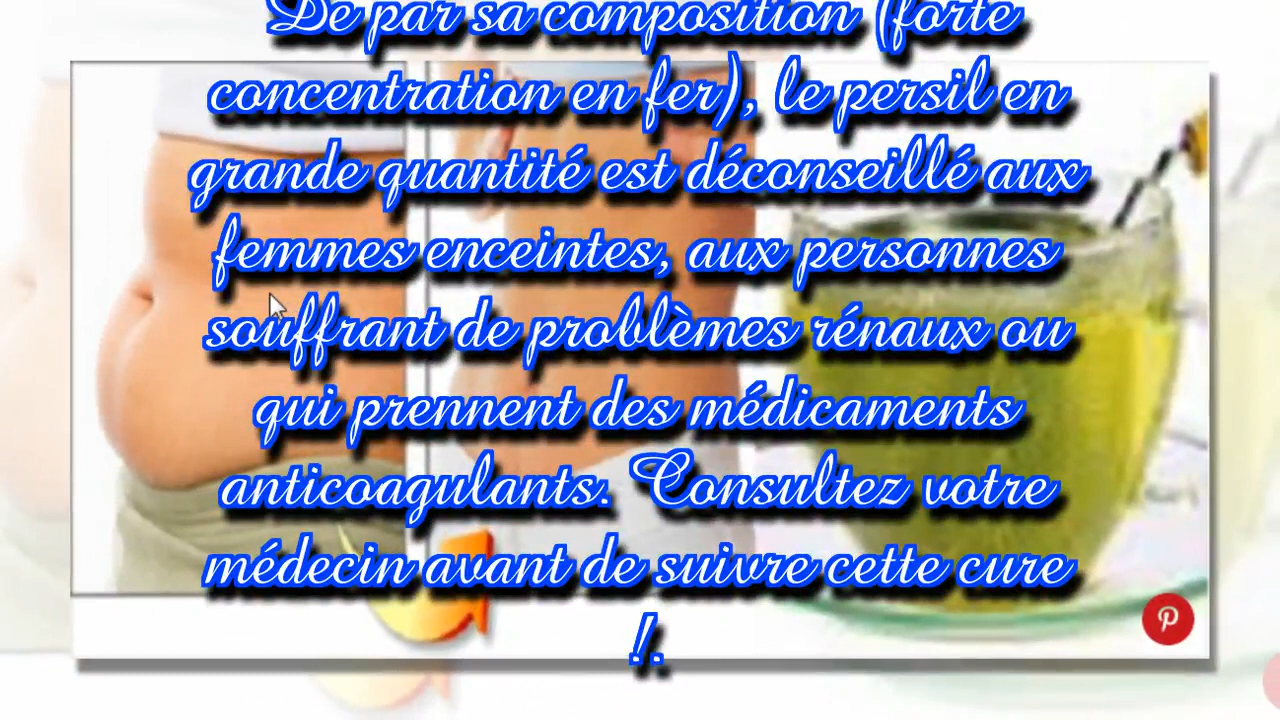 De par sa composition (forte
concentration en fer), le persil en
grande quantité est déconseillé aux
femmes enceintes, aux personnes
souffrant de problèmes rénaux ou
qui prennent des médicaments
anticoagulants. Consultez votre
médecin avant de suivre cette cure
!.